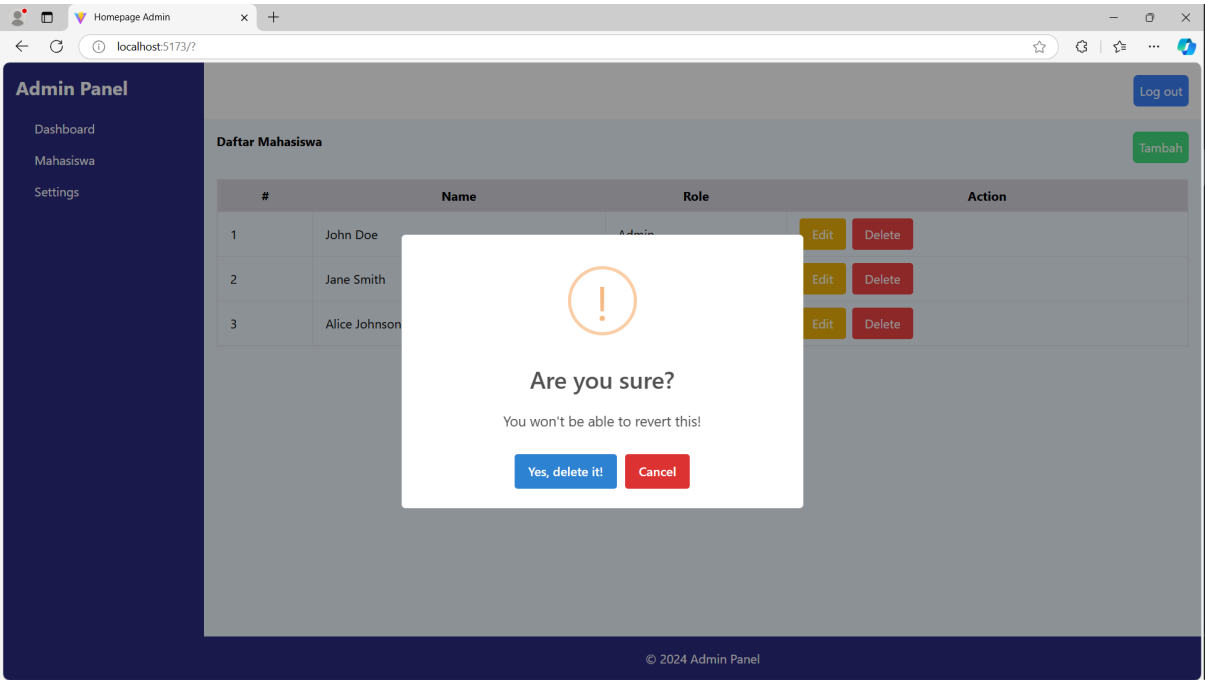 Homepage Admin
localhost:5173/?
Admin Panel
Log out
Dashboard
Mahasiswa
Settings
Daftar Mahasiswa
Tambah
# Name Role Action
1 John Doe Admin Edit Delete
2 Jane Smith Edit Delete
3 Alice Johnson Edit Delete
!
Are you sure?
You won't be able to revert this!
Yes, delete it! Cancel
© 2024 Admin Panel